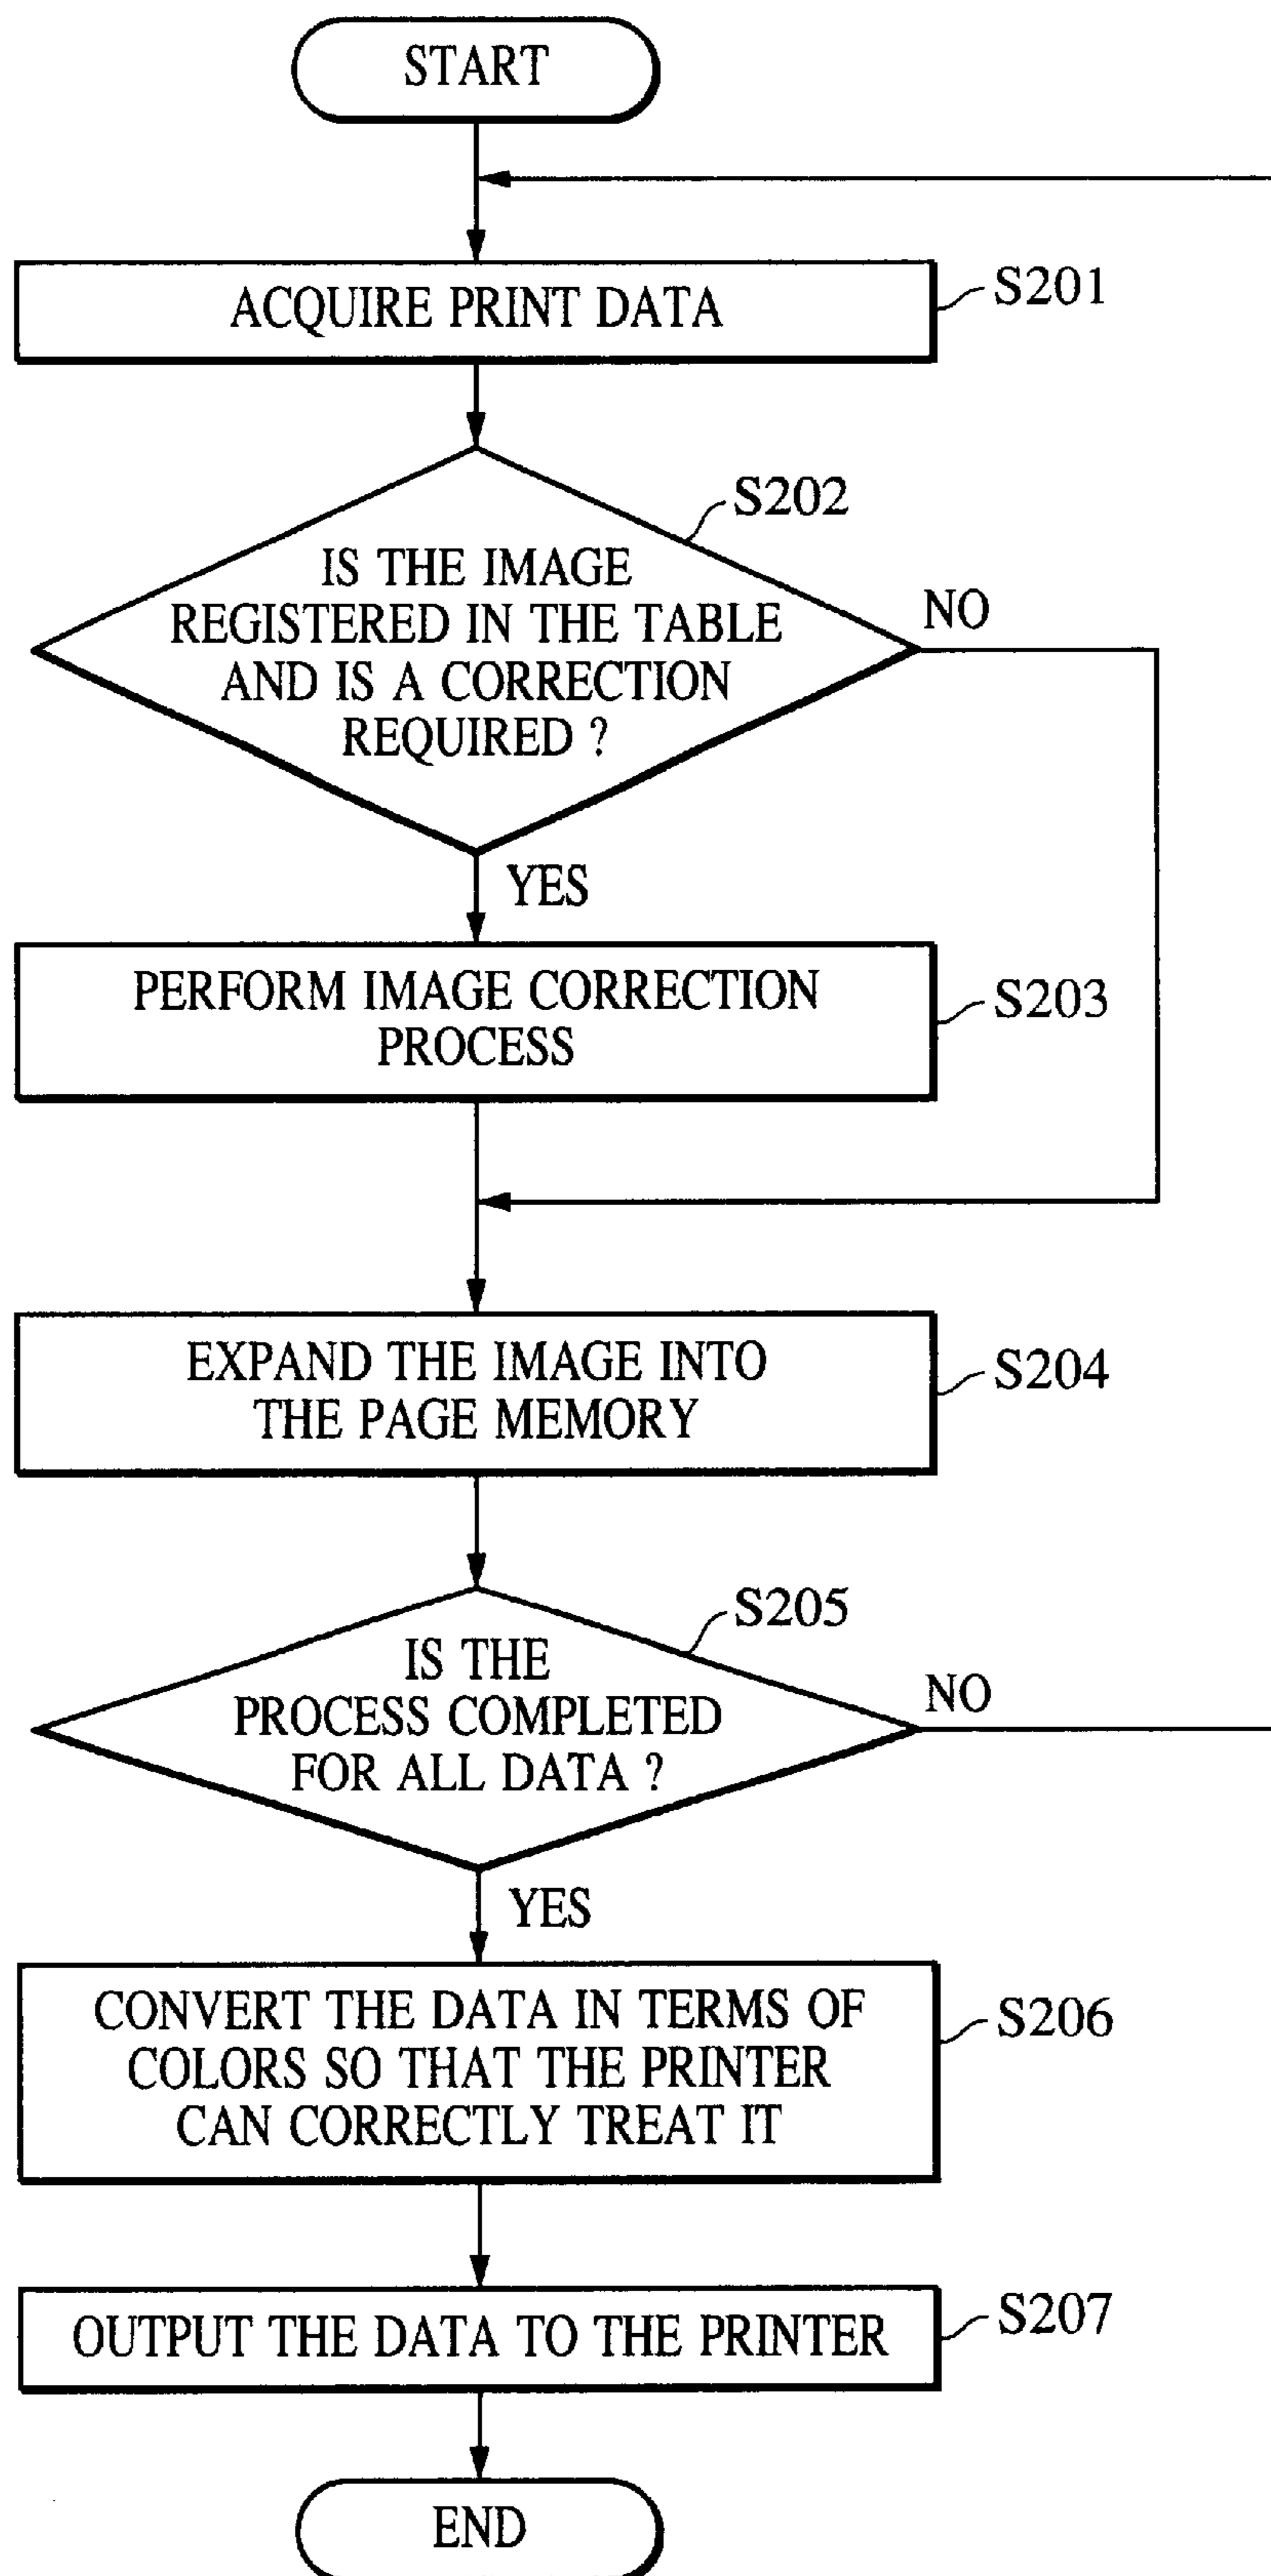 START
ACQUIRE PRINT DATA
S201
S202
IS THE IMAGE
REGISTERED IN THE TABLE
AND IS A CORRECTION
REQUIRED ?
NO
YES
PERFORM IMAGE CORRECTION
PROCESS
S203
EXPAND THE IMAGE INTO
THE PAGE MEMORY
S204
S205
IS THE
PROCESS COMPLETED
FOR ALL DATA ?
NO
YES
CONVERT THE DATA IN TERMS OF
COLORS SO THAT THE PRINTER
CAN CORRECTLY TREAT IT
S206
OUTPUT THE DATA TO THE PRINTER
S207
END